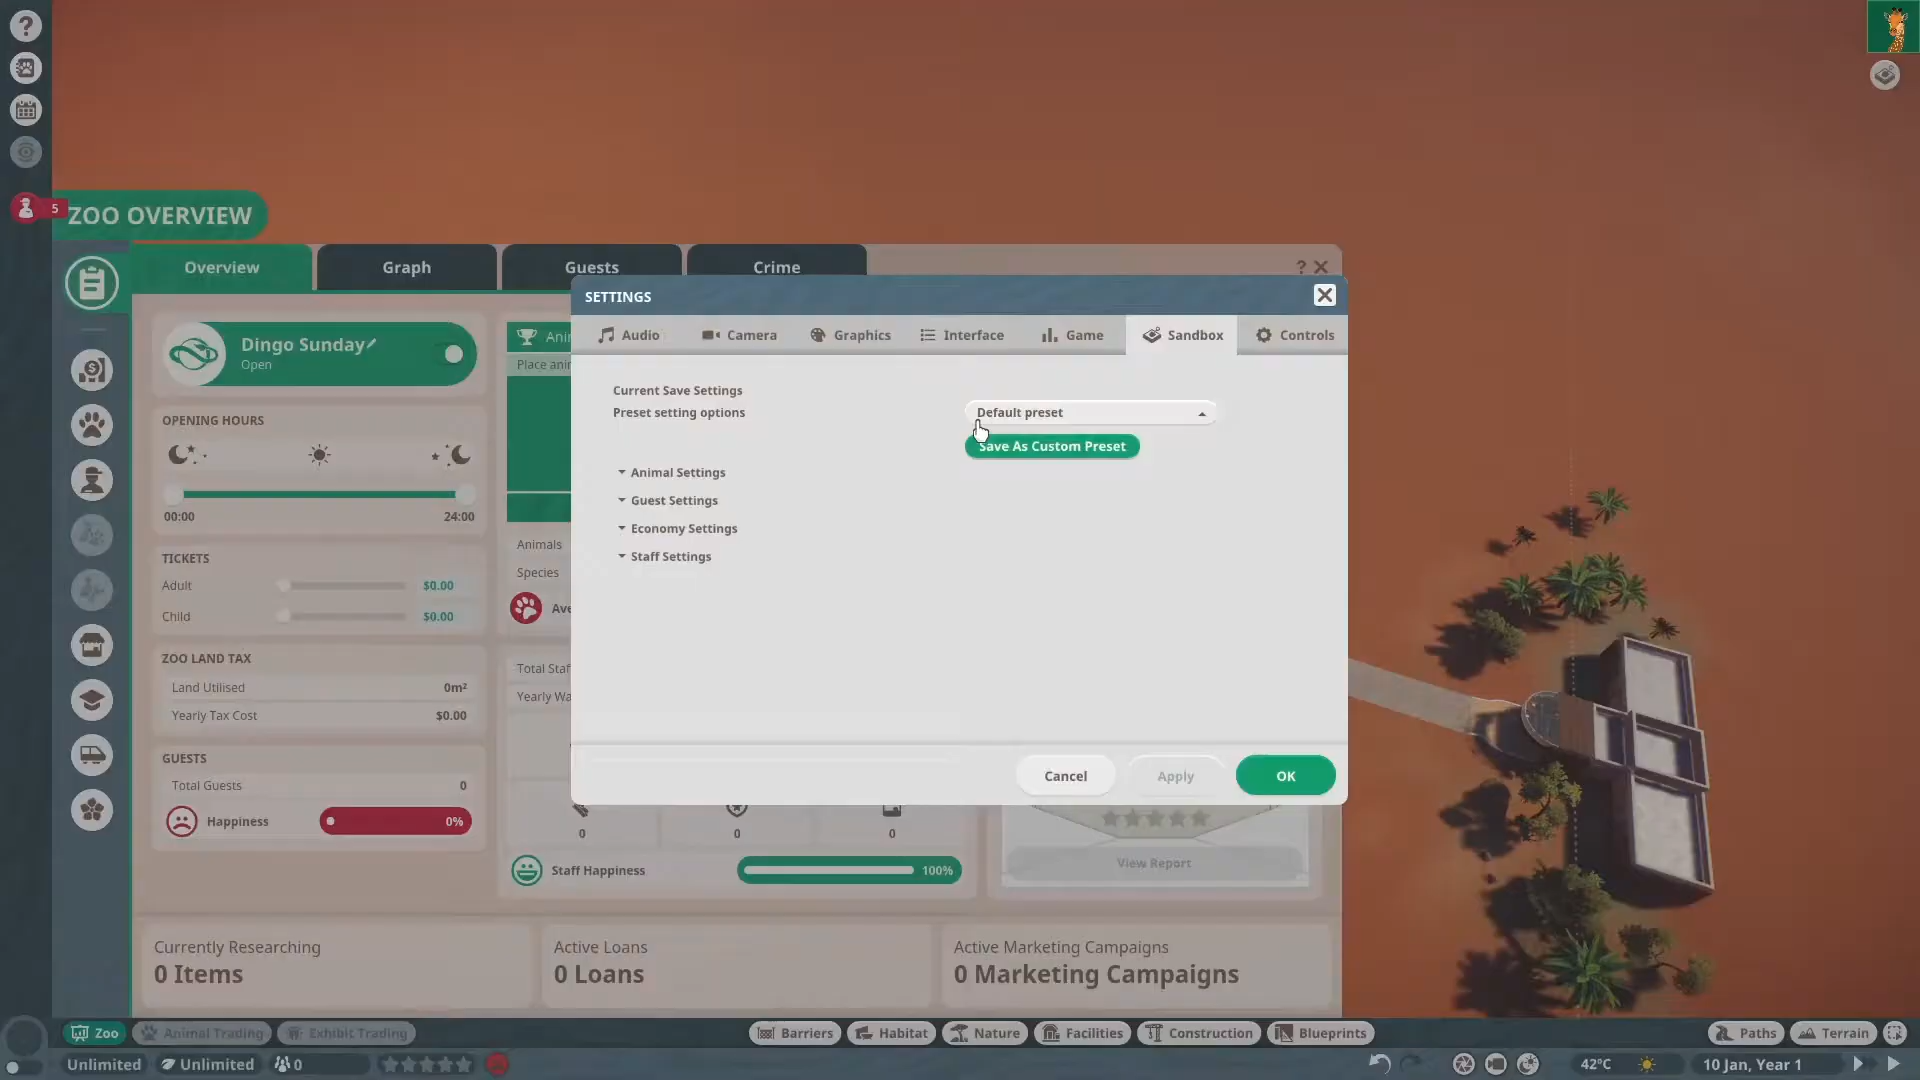 ?
5
ZOO OVERVIEW
Overview
Graph
Guests
Crime
?
Dingo Sunday
Open
OPENING HOURS
00:00
24:00
TICKETS
Adult
$0.00
Child
$0.00
ZOO LAND TAX
Land Utilised
0m²
Yearly Tax Cost
$0.00
GUESTS
Total Guests
0
Happiness
0%
Animals
Species
0
0
0
Staff Happiness
100%
View Report
SETTINGS
Audio
Camera
Graphics
Interface
Game
Sandbox
Controls
Current Save Settings
Preset setting options
Default preset
Save As Custom Preset
Animal Settings
Guest Settings
Economy Settings
Staff Settings
Cancel
Apply
OK
Currently Researching
0 Items
Active Loans
0 Loans
Active Marketing Campaigns
0 Marketing Campaigns
Zoo
Animal Trading
Exhibit Trading
Barriers
Habitat
Nature
Facilities
Construction
Blueprints
Paths
Terrain
Unlimited
Unlimited
0
42°C
10 Jan, Year 1